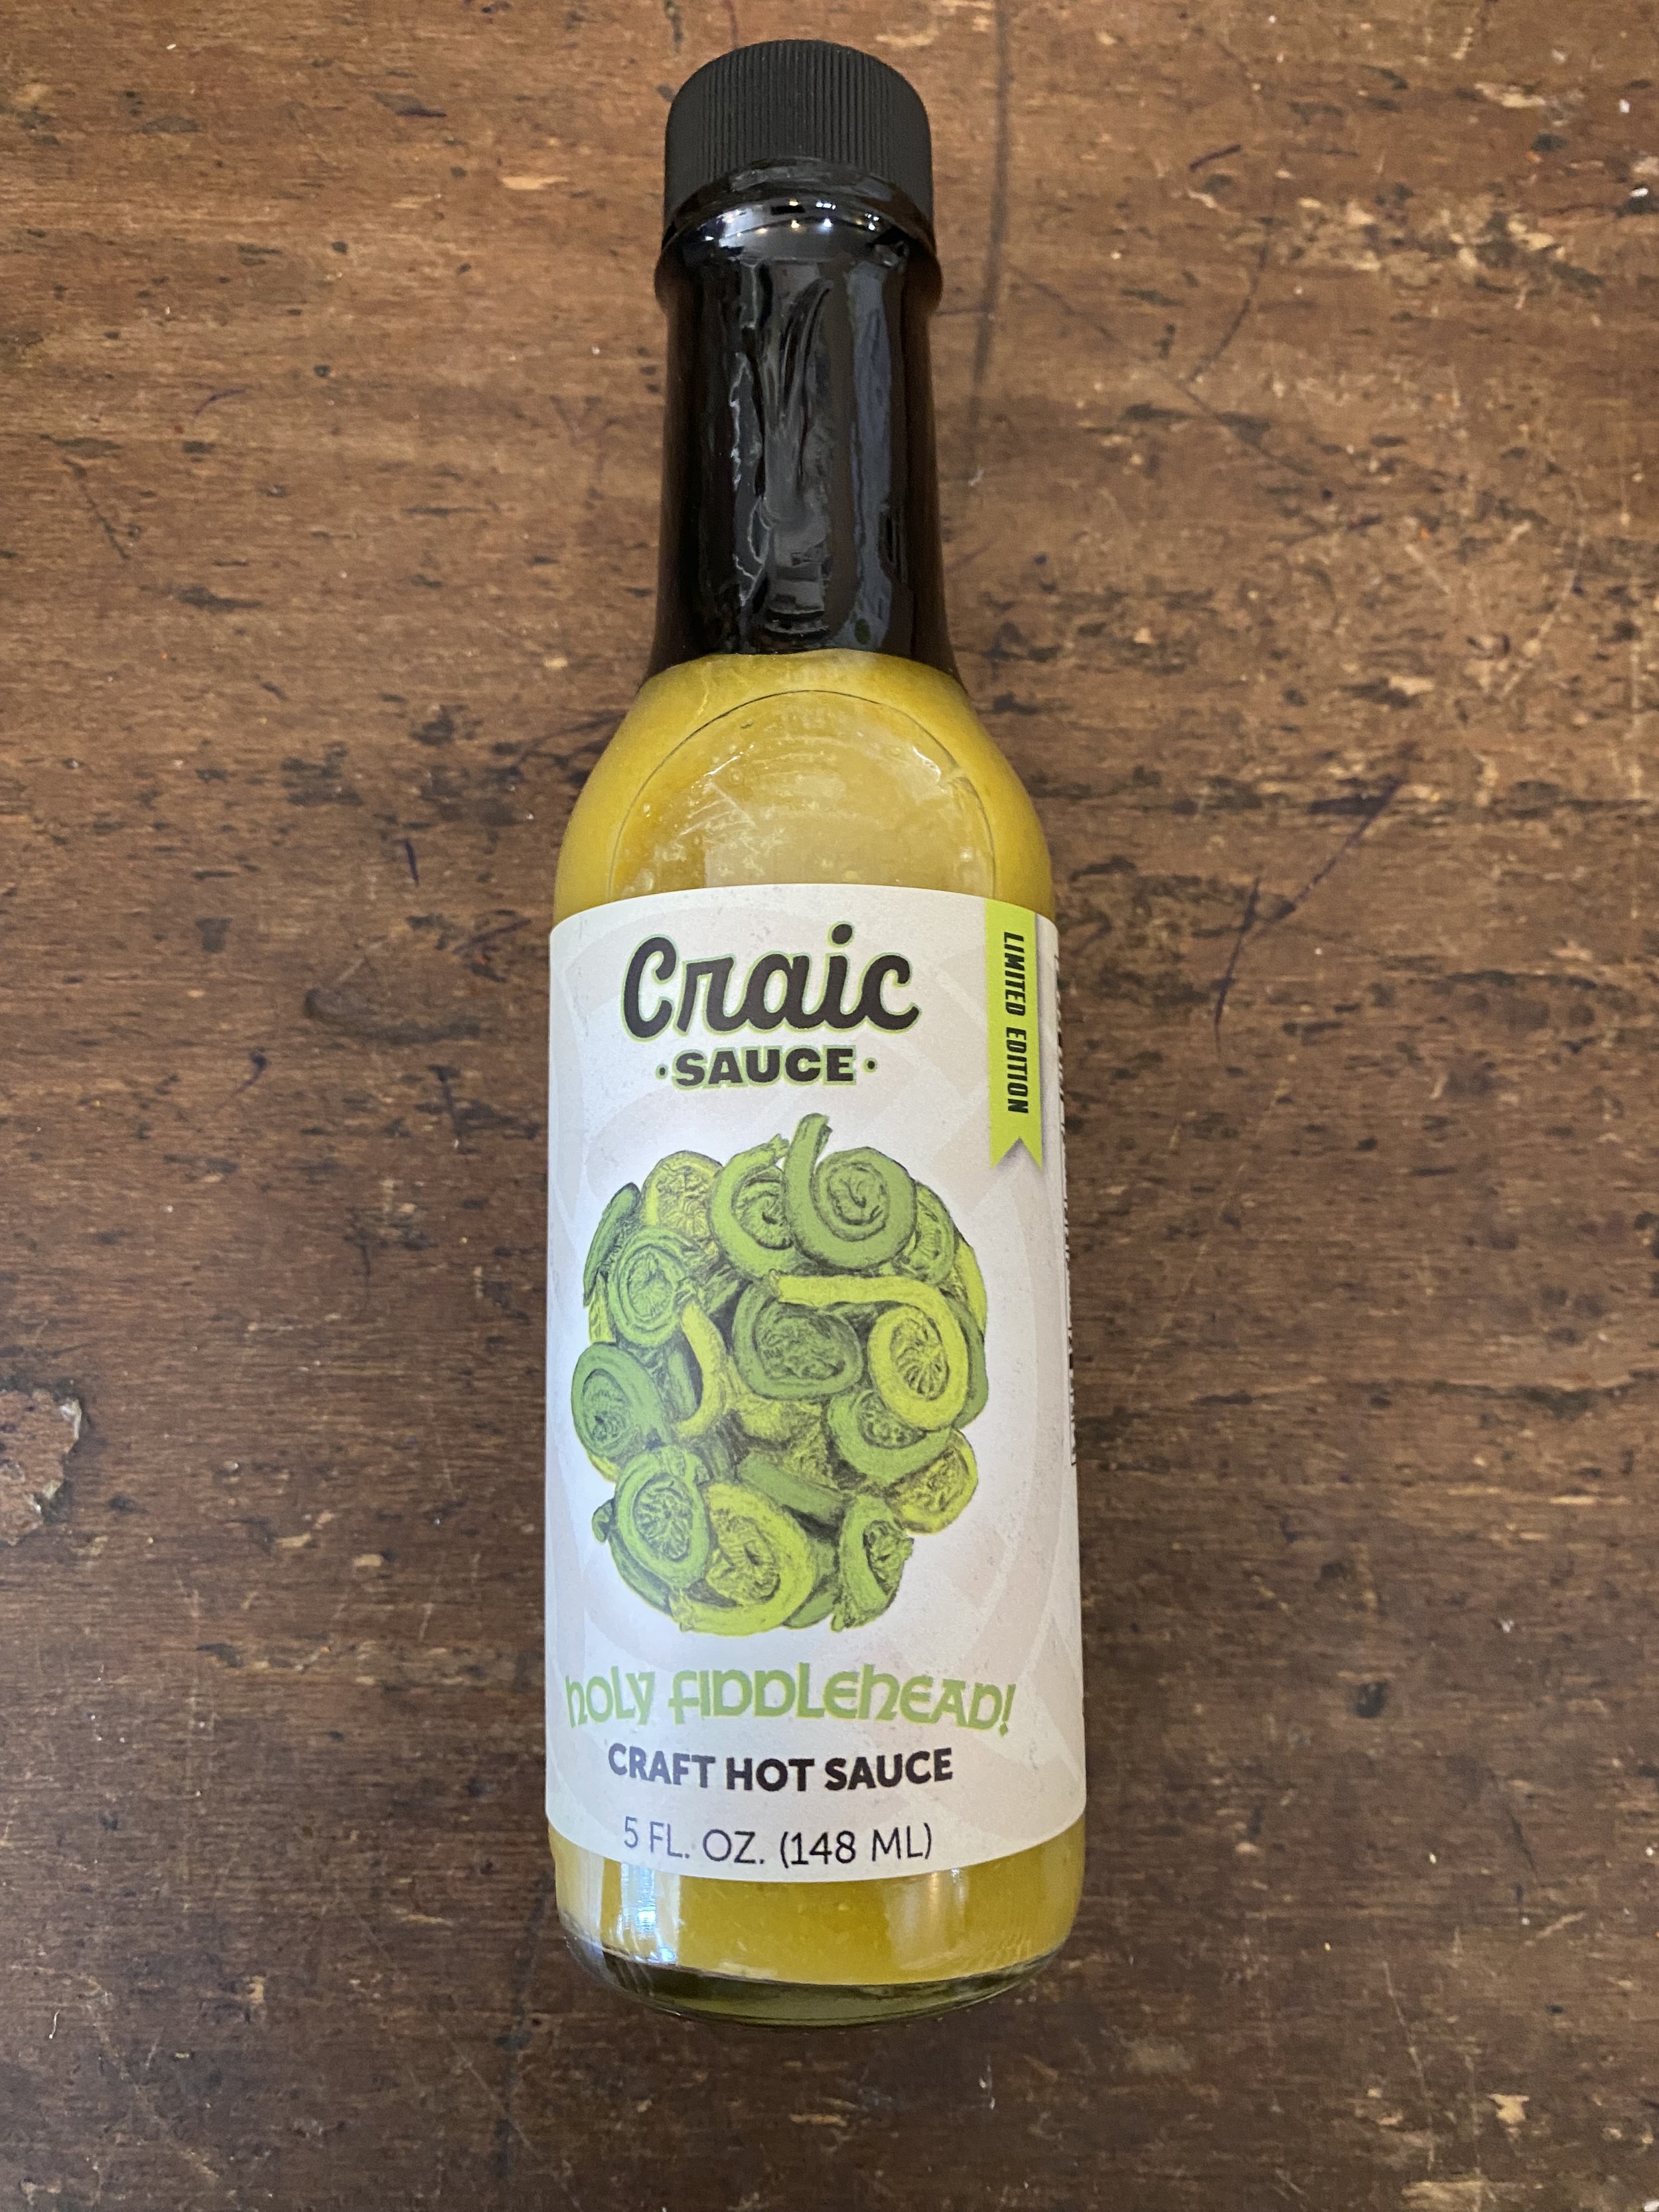 Craic
·SAUCE·
LIMITED EDITION
HOLY FIDDLEHEAD!
CRAFT HOT SAUCE
5 FL. OZ. (148 ML)